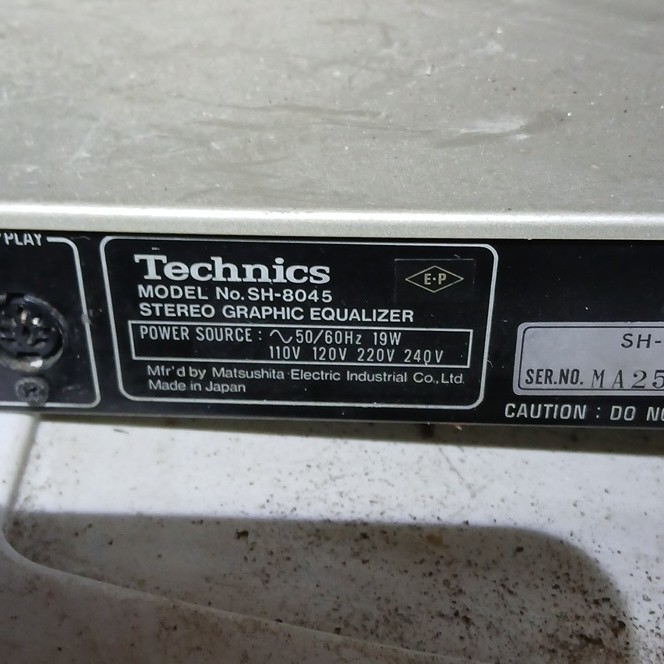 PLAY
Technics
E·P
MODEL No. SH-8045
STEREO GRAPHIC EQUALIZER
POWER SOURCE : ∿ 50/60Hz 19W
110V 120V 220V 240V
Mfr'd by Matsushita Electric Industrial Co., Ltd.
Made in Japan
SH-
SER.NO. MA25
CAUTION : DO NO